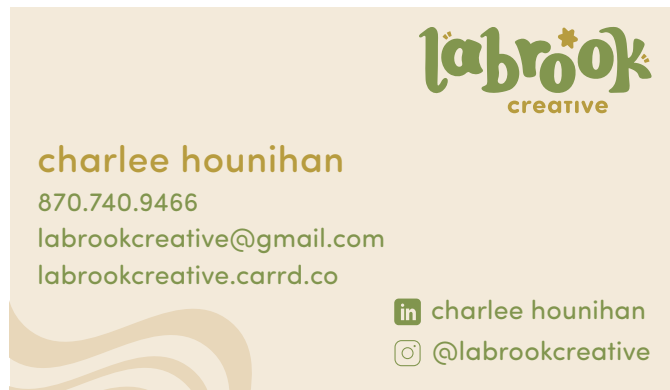 labrook
creative
charlee hounihan
870.740.9466
labrookcreative@gmail.com
labrookcreative.carrd.co
in charlee hounihan
@labrookcreative